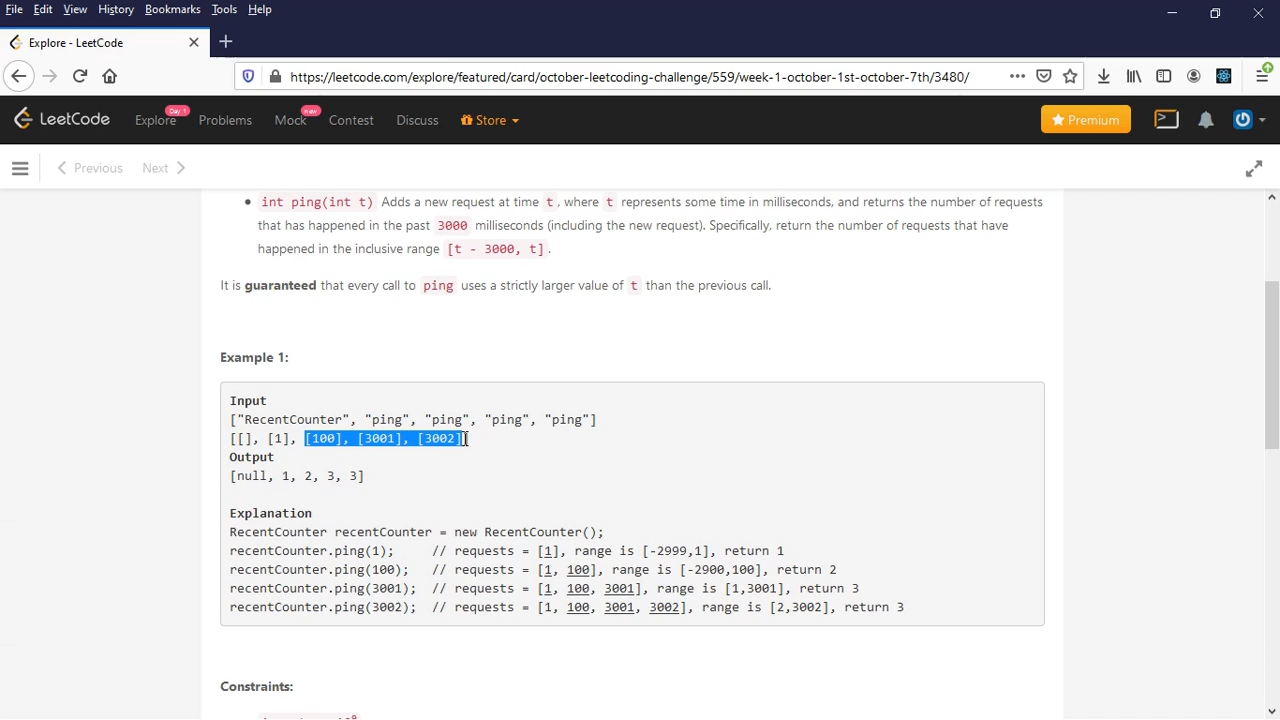 File Edit View History Bookmarks Tools Help
Explore - LeetCode
https://leetcode.com/explore/featured/card/october-leetcoding-challenge/559/week-1-october-1st-october-7th/3480/
LeetCode Explore Day 1 Problems Mock new Contest Discuss Store Premium
Previous Next
int ping(int t) Adds a new request at time t, where t represents some time in milliseconds, and returns the number of requests
that has happened in the past 3000 milliseconds (including the new request). Specifically, return the number of requests that have
happened in the inclusive range [t - 3000, t].
It is guaranteed that every call to ping uses a strictly larger value of t than the previous call.
Example 1:
Input
["RecentCounter", "ping", "ping", "ping", "ping"]
[[], [1], [100], [3001], [3002]]
Output
[null, 1, 2, 3, 3]
Explanation
RecentCounter recentCounter = new RecentCounter();
recentCounter.ping(1);     // requests = [1], range is [-2999,1], return 1
recentCounter.ping(100);   // requests = [1, 100], range is [-2900,100], return 2
recentCounter.ping(3001);  // requests = [1, 100, 3001], range is [1,3001], return 3
recentCounter.ping(3002);  // requests = [1, 100, 3001, 3002], range is [2,3002], return 3
Constraints: